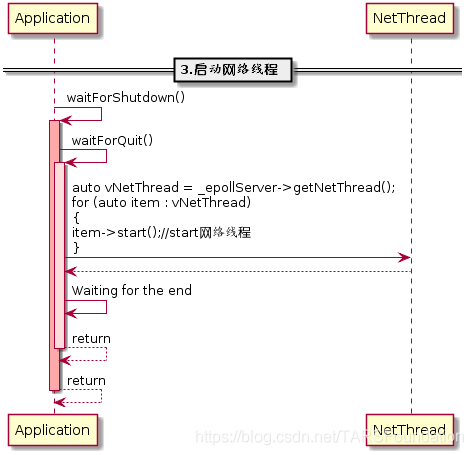 Application
NetThread
3.启动网络线程
waitForShutdown()
waitForQuit()
auto vNetThread = _epollServer->getNetThread();
for (auto item : vNetThread)
{
item->start();//start网络线程
}
Waiting for the end
return
return
Application
NetThread
https://blog.csdn.net/TARSFoundation